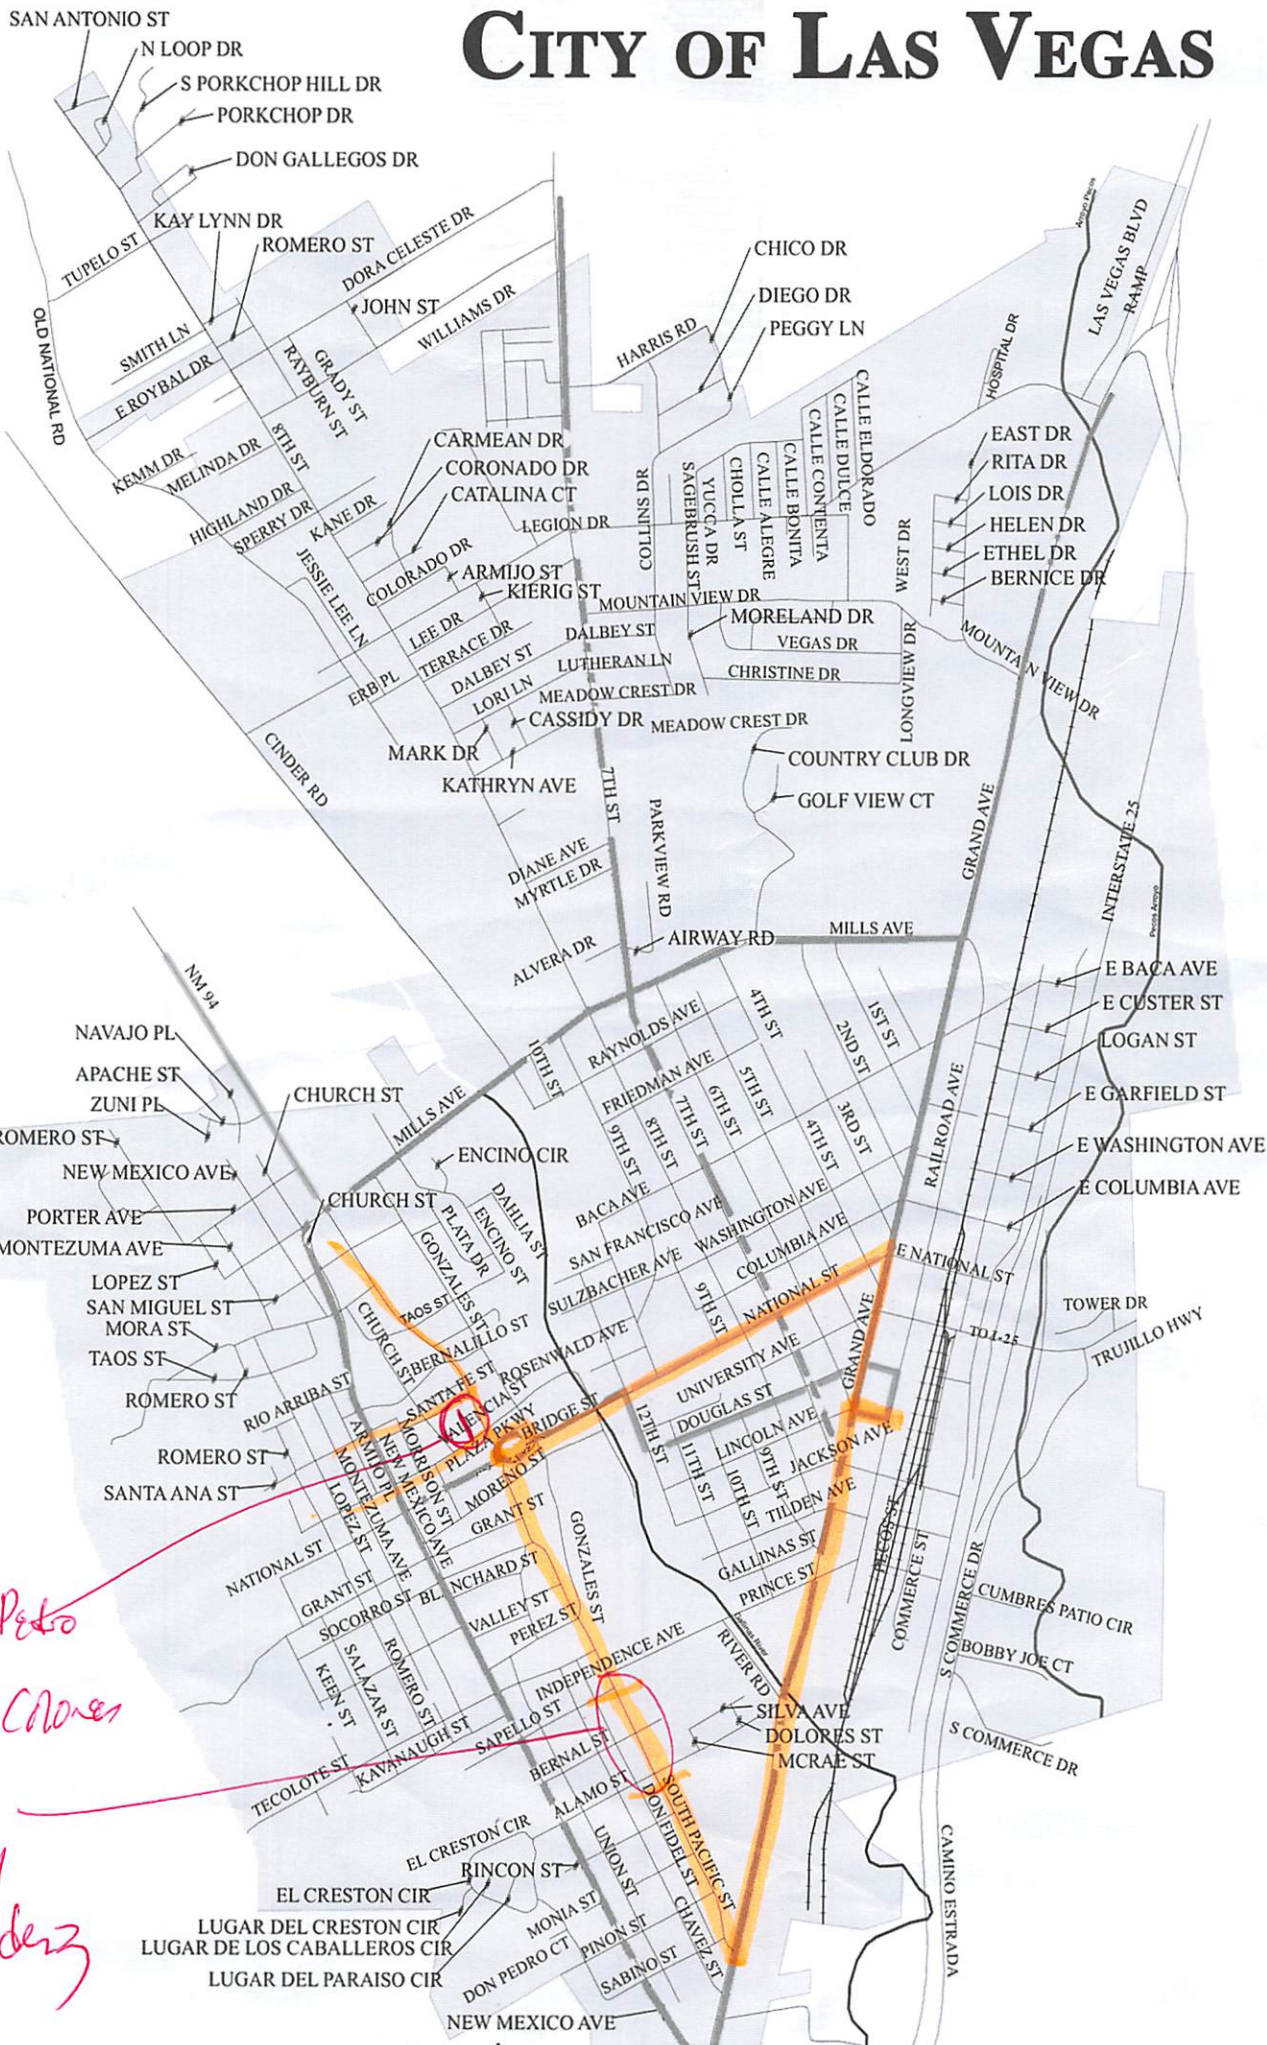 CITY OF LAS VEGAS
SAN ANTONIO ST
N LOOP DR
S PORKCHOP HILL DR
PORKCHOP DR
DON GALLEGOS DR
KAY LYNN DR
ROMERO ST
TUPELO ST
DORA CELESTE DR
JOHN ST
WILLIAMS DR
OLD NATIONAL RD
SMITH LN
E ROYBAL DR
GRADY ST
RAYBURN ST
CHICO DR
DIEGO DR
PEGGY LN
HARRIS RD
Arroyo Pecos
LAS VEGAS BLVD
RAMP
HOSPITAL DR
KEMM DR
MELINDA DR
8TH ST
HIGHLAND DR
SPERRY DR
KANE DR
CARMEAN DR
CORONADO DR
CATALINA CT
LEGION DR
COLLINS DR
SAGEBRUSH ST
YUCCA DR
CHOLLA ST
CALLE ALEGRE
CALLE BONITA
CALLE CONTENTA
CALLE DULCE
CALLE ELDORADO
WEST DR
EAST DR
RITA DR
LOIS DR
HELEN DR
ETHEL DR
BERNICE DR
JESSIE LEE LN
COLORADO DR
ARMIJO ST
KIERIG ST
LEE DR
TERRACE DR
DALBEY ST
LORI LN
ERB PL
MOUNTAIN VIEW DR
DALBEY ST
LUTHERAN LN
MEADOW CREST DR
MORELAND DR
VEGAS DR
CHRISTINE DR
LONGVIEW DR
MOUNTAIN VIEW DR
CASSIDY DR
MEADOW CREST DR
MARK DR
KATHRYN AVE
COUNTRY CLUB DR
GOLF VIEW CT
CINDER RD
7TH ST
PARKVIEW RD
GRAND AVE
INTERSTATE 25
Pecos Arroyo
DIANE AVE
MYRTLE DR
ALVERA DR
AIRWAY RD
MILLS AVE
NM 94
E BACA AVE
E CUSTER ST
LOGAN ST
E GARFIELD ST
E WASHINGTON AVE
E COLUMBIA AVE
RAILROAD AVE
NAVAJO PL
APACHE ST
ZUNI PL
ROMERO ST
NEW MEXICO AVE
PORTER AVE
MONTEZUMA AVE
LOPEZ ST
SAN MIGUEL ST
MORA ST
TAOS ST
ROMERO ST
CHURCH ST
CHURCH ST
MILLS AVE
10TH ST
RAYNOLDS AVE
FRIEDMAN AVE
4TH ST
2ND ST
1ST ST
5TH ST
6TH ST
7TH ST
8TH ST
9TH ST
3RD ST
4TH ST
ENCINO CIR
DAHLIA ST
ENCINO ST
PLATA DR
GONZALES ST
BACA AVE
SAN FRANCISCO AVE
WASHINGTON AVE
SULZBACHER AVE
COLUMBIA AVE
9TH ST
NATIONAL ST
E NATIONAL ST
TAOS ST
CHURCH ST
BERNALILLO ST
ROSENWALD AVE
SANTA FE ST
VALENCIA ST
PLAZA PKWY
BRIDGE ST
MORENO ST
UNIVERSITY AVE
DOUGLAS ST
LINCOLN AVE
JACKSON AVE
GRAND AVE
TO I-25
TOWER DR
TRUJILLO HWY
12TH ST
11TH ST
10TH ST
9TH ST
TILDEN AVE
GALLINAS ST
PRINCE ST
RIO ARRIBA ST
ARMIJO PL
NEW MEXICO AVE
MORRISON ST
ROMERO ST
SANTA ANA ST
MONTEZUMA AVE
LOPEZ ST
GRANT ST
GONZALES ST
NATIONAL ST
GRANT ST
SOCORRO ST
BL NCHARD ST
VALLEY ST
PEREZ ST
INDEPENDENCE AVE
KEEN ST
SALAZAR ST
ROMERO ST
SAPELLO ST
KAVANAUGH ST
TECOLOTE ST
BERNAL ST
ALAMO ST
PECOS ST
COMMERCE ST
S COMMERCE DR
CUMBRES PATIO CIR
BOBBY JOE CT
S COMMERCE DR
Gallinas River
RIVER RD
SILVA AVE
DOLORES ST
MCRAE ST
SOUTH PACIFIC ST
DON FIDEL ST
EL CRESTON CIR
RINCON ST
UNION ST
EL CRESTON CIR
LUGAR DEL CRESTON CIR
LUGAR DE LOS CABALLEROS CIR
LUGAR DEL PARAISO CIR
MONIA ST
DON PEDRO CT
PINON ST
CHAVEZ ST
SABINO ST
NEW MEXICO AVE
CAMINO ESTRADA